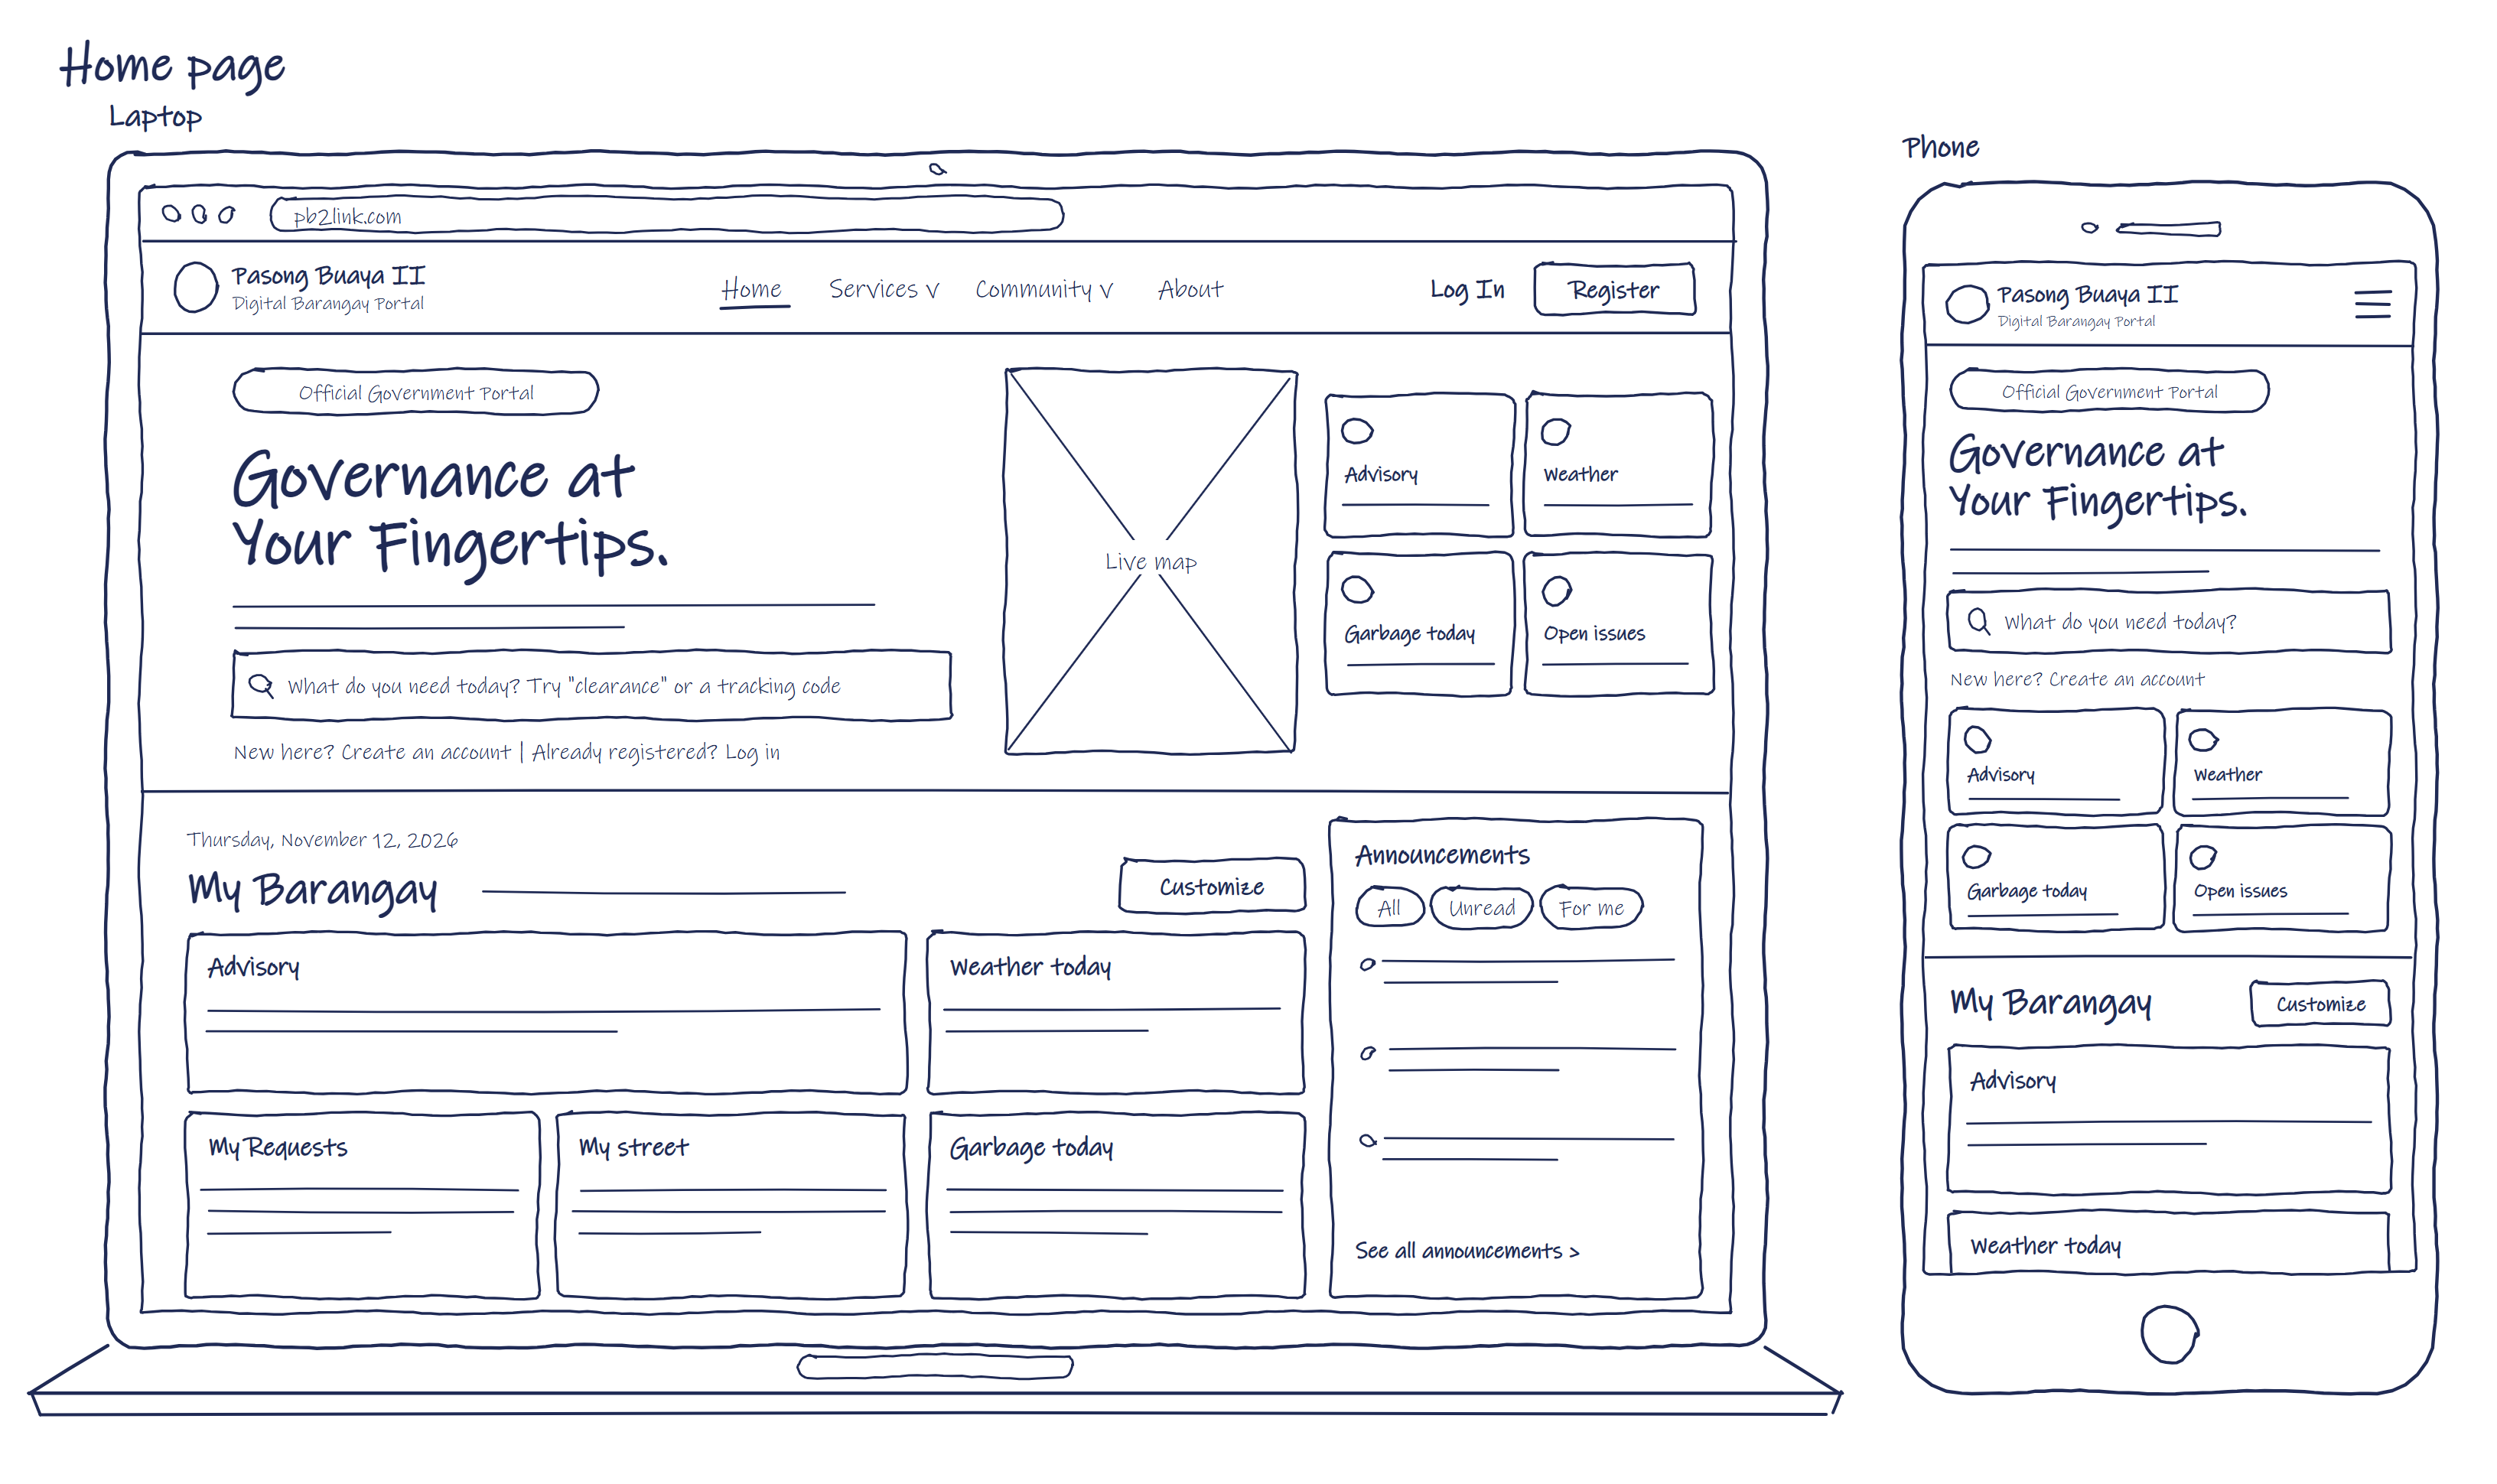 Home page
Laptop
pb2link.com
Pasong Buaya II
Digital Barangay Portal
Home
Services v
Community v
About
Log In
Register
Official Government Portal
Governance at
Your Fingertips.
What do you need today? Try "clearance" or a tracking code
New here? Create an account | Already registered? Log in
Live map
Advisory
Weather
Garbage today
Open issues
Thursday, November 12, 2026
My Barangay
Customize
Advisory
Weather today
My Requests
My street
Garbage today
Announcements
All
Unread
For me
See all announcements >
Phone
Pasong Buaya II
Digital Barangay Portal
Official Government Portal
Governance at
Your Fingertips.
What do you need today?
New here? Create an account
Advisory
Weather
Garbage today
Open issues
My Barangay
Customize
Advisory
Weather today